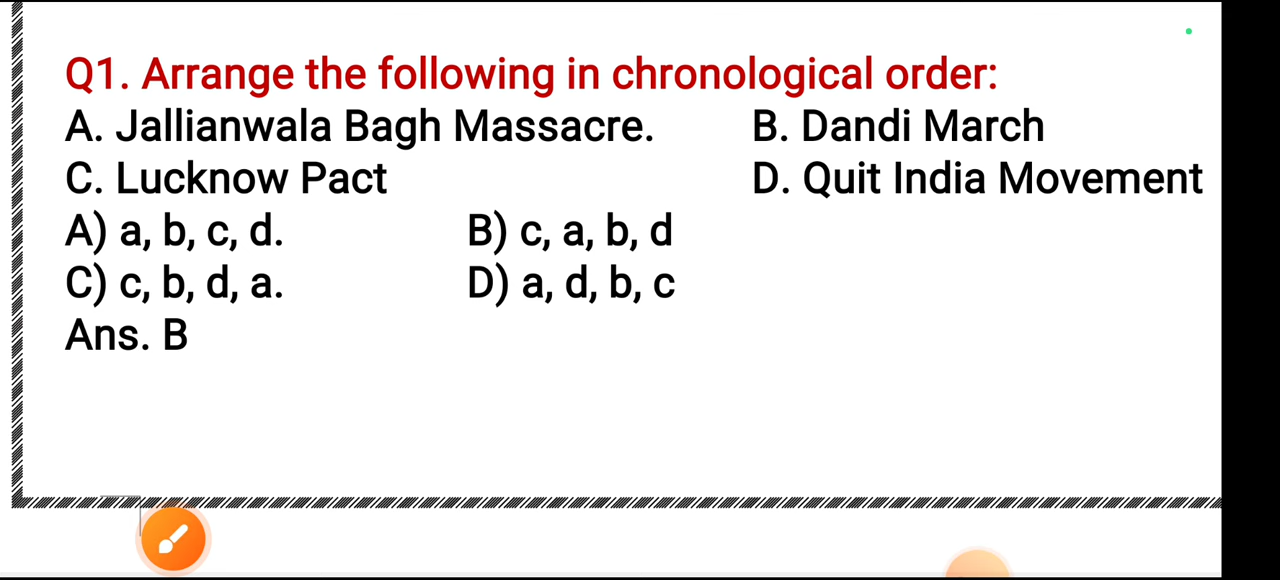 Q1. Arrange the following in chronological order:
A. Jallianwala Bagh Massacre. B. Dandi March
C. Lucknow Pact D. Quit India Movement
A) a, b, c, d. B) c, a, b, d
C) c, b, d, a. D) a, d, b, c
Ans. B